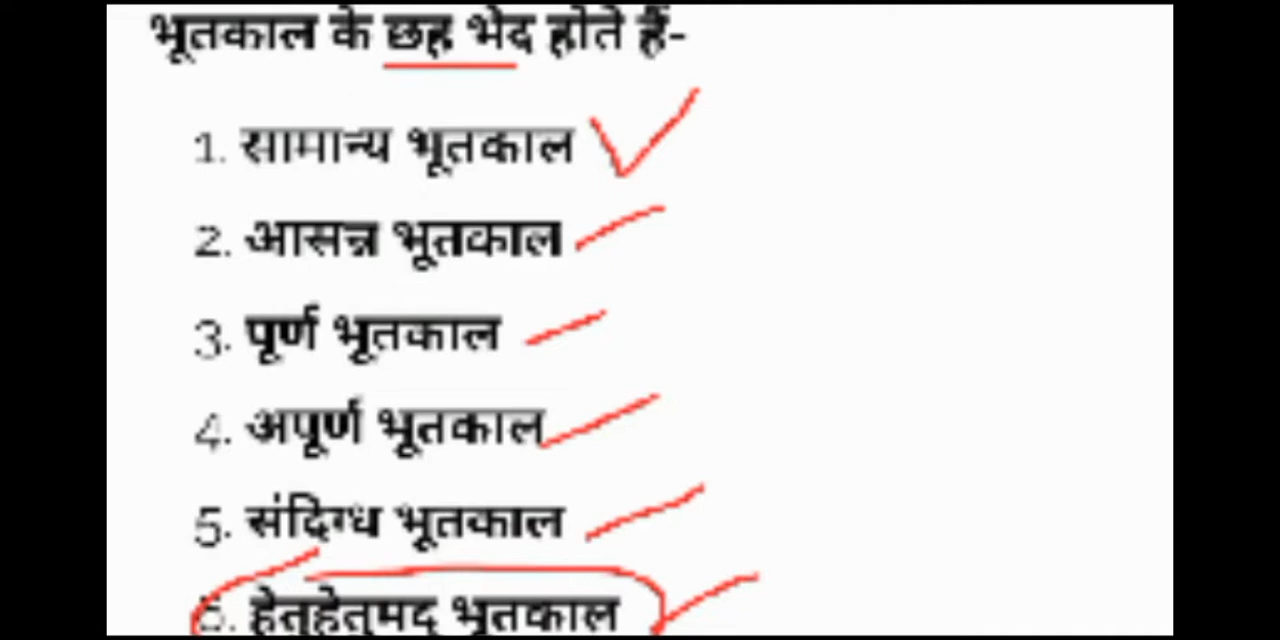 भूतकाल के छह भेद होते हैं-
1. सामान्य भूतकाल
2. आसन्न भूतकाल
3. पूर्ण भूतकाल
4. अपूर्ण भूतकाल
5. संदिग्ध भूतकाल
6. हेतुहेतुमद् भूतकाल